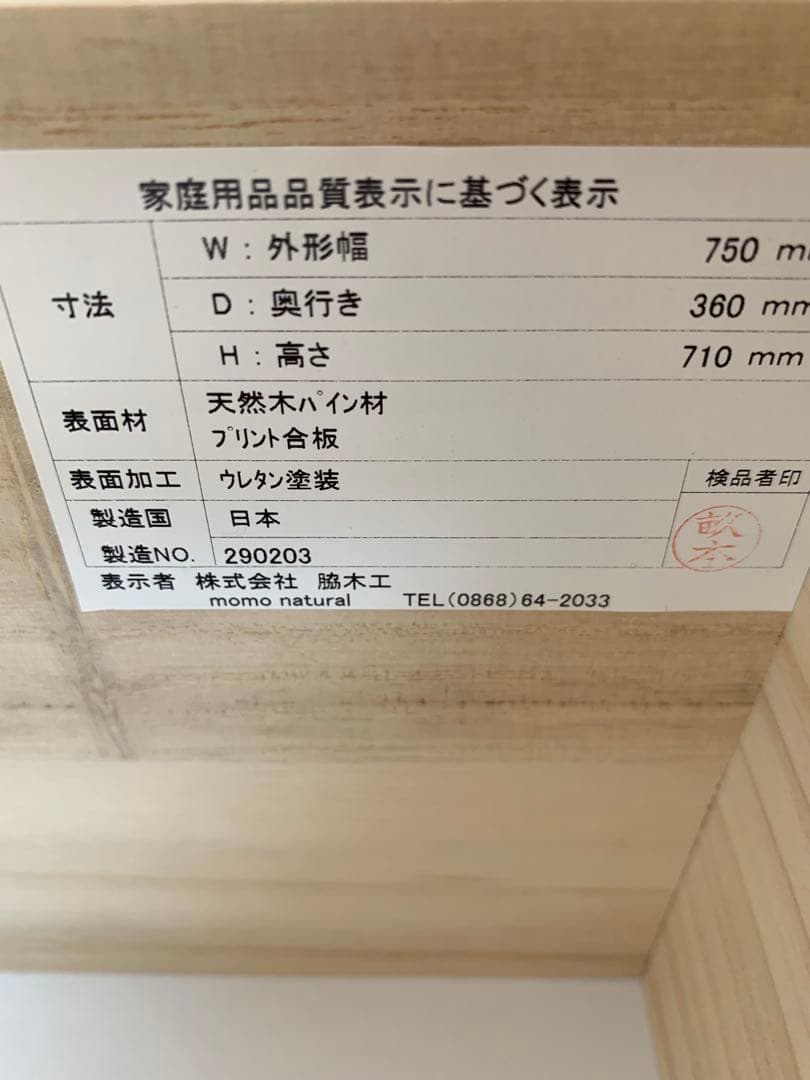 家庭用品品質表示に基づく表示
寸法
W：外形幅 750 m
D：奥行き 360 mm
H：高さ 710 mm
表面材 天然木パイン材
プリント合板
表面加工 ウレタン塗装 検品者印
製造国 日本
畝本
製造NO. 290203
表示者 株式会社 脇木工
momo natural TEL(0868)64-2033